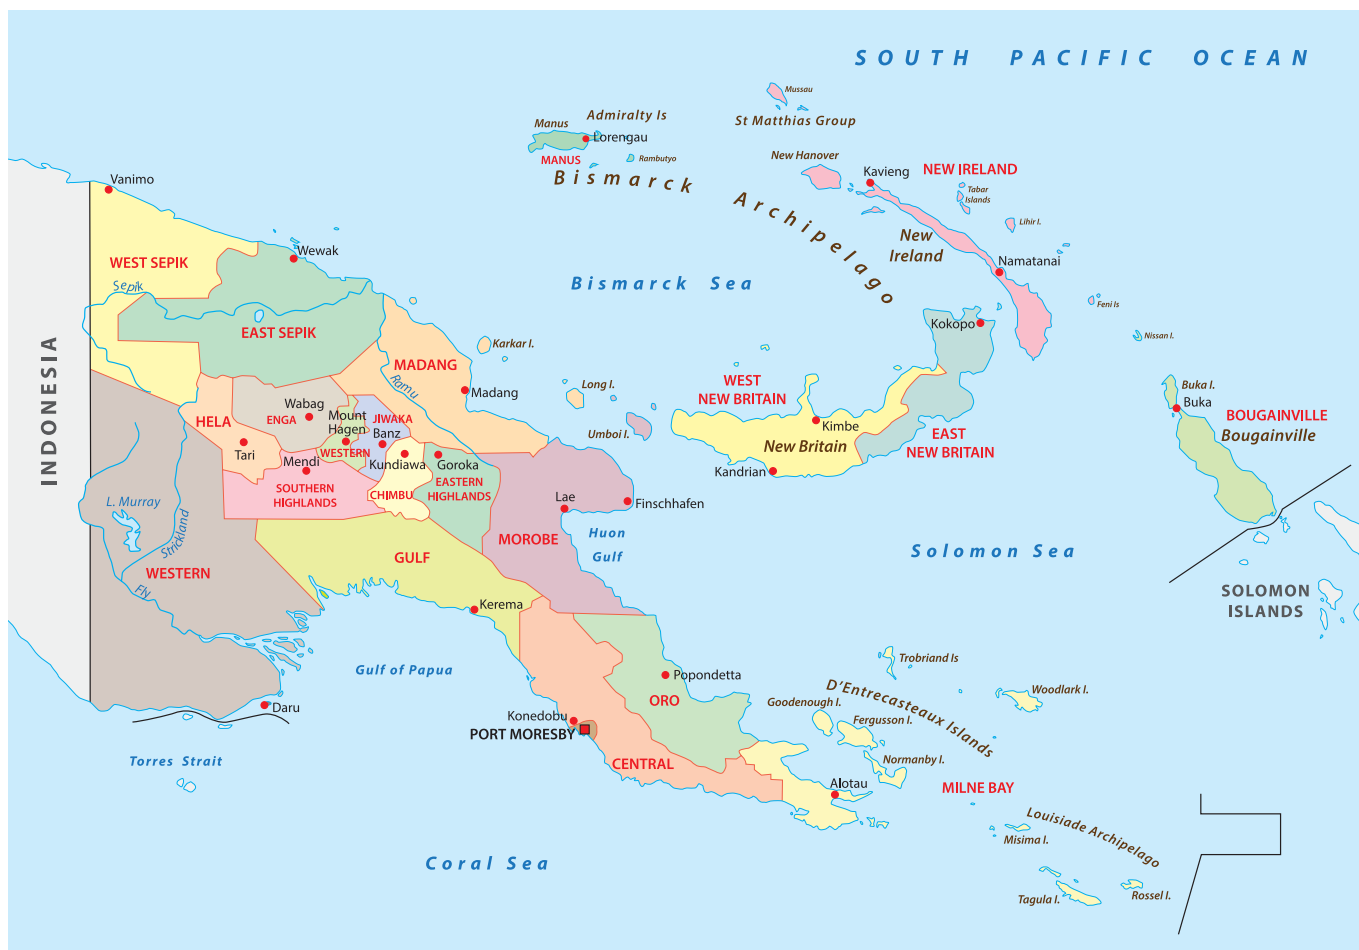 SOUTH PACIFIC OCEAN
Mussau
St Matthias Group
Admiralty Is
Manus
Lorengau
MANUS
Rambutyo
Bismarck
Archipelago
New Hanover
Kavieng
NEW IRELAND
Tabar
Islands
Lihir I.
New
Ireland
Namatanai
Vanimo
Wewak
WEST SEPIK
Sepik
EAST SEPIK
Bismarck Sea
Feni Is
Nissan I.
Kokopo
Karkar I.
MADANG
Ramu
Madang
Long I.
Umboi I.
WEST
NEW BRITAIN
Kimbe
New Britain
Kandrian
EAST
NEW BRITAIN
Buka I.
Buka
BOUGAINVILLE
Bougainville
INDONESIA
HELA
Tari
Wabag
ENGA
Mount
Hagen
WESTERN
JIWAKA
Banz
Mendi
Kundiawa
Goroka
SOUTHERN
HIGHLANDS
CHIMBU
EASTERN
HIGHLANDS
Lae
Finschhafen
MOROBE
Huon
Gulf
L. Murray
Strickland
WESTERN
Fly
GULF
Kerema
Solomon Sea
SOLOMON
ISLANDS
Gulf of Papua
Daru
Torres Strait
Popondetta
ORO
Konedobu
PORT MORESBY
CENTRAL
Trobriand Is
Woodlark I.
D'Entrecasteaux Islands
Goodenough I.
Fergusson I.
Normanby I.
Alotau
MILNE BAY
Louisiade Archipelago
Misima I.
Tagula I.
Rossel I.
Coral Sea